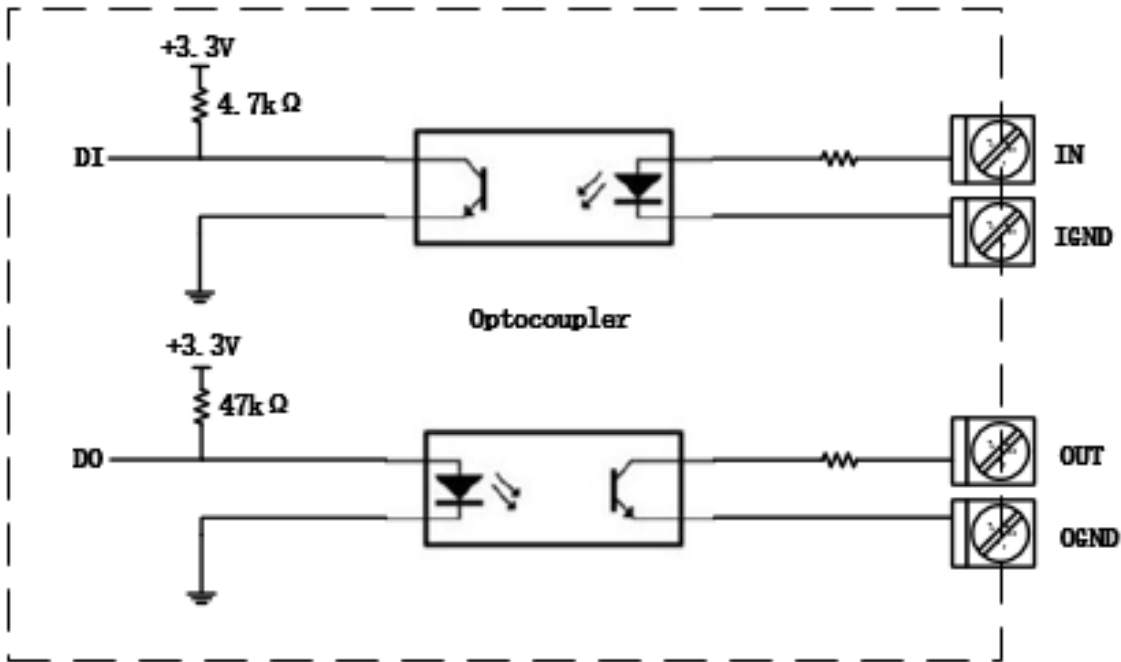 +3.3V
4.7kΩ
DI
IN
IGND
Optocoupler
+3.3V
47kΩ
DO
OUT
OGND